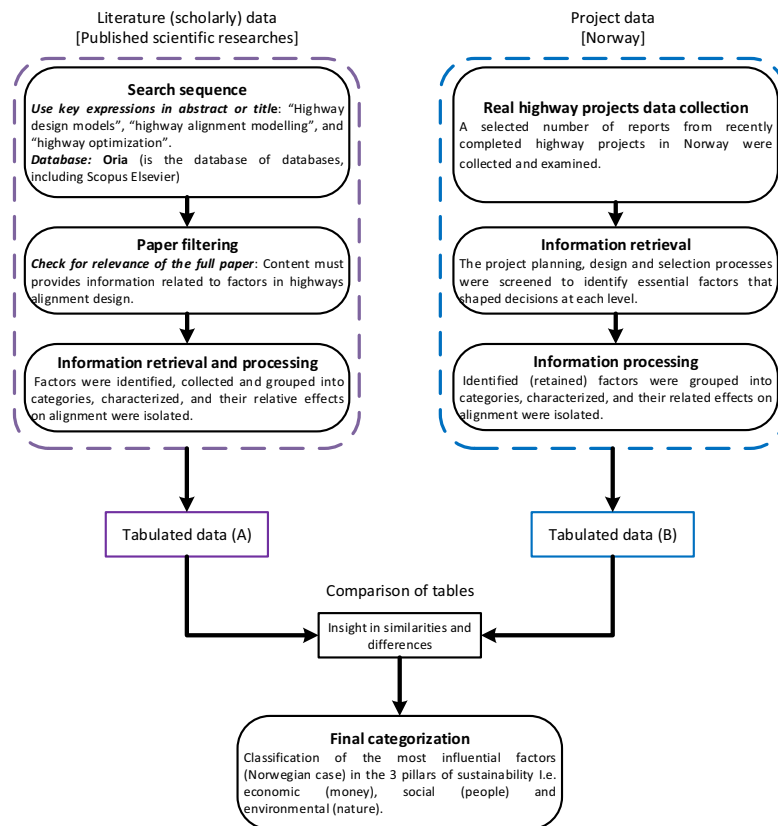 Literature (scholarly) data
[Published scientific researches]
Search sequence
Use key expressions in abstract or title: “Highway
design models”, “highway alignment modelling”, and
“highway optimization”.
Database: Oria (is the database of databases,
including Scopus Elsevier)
Paper filtering
Check for relevance of the full paper: Content must
provides information related to factors in highways
alignment design.
Information retrieval and processing
Factors were identified, collected and grouped into
categories, characterized, and their relative effects
on alignment were isolated.
Tabulated data (A)
Project data
[Norway]
Real highway projects data collection
A selected number of reports from recently
completed highway projects in Norway were
collected and examined.
Information retrieval
The project planning, design and selection processes
were screened to identify essential factors that
shaped decisions at each level.
Information processing
Identified (retained) factors were grouped into
categories, characterized, and their related effects on
alignment were isolated.
Tabulated data (B)
Comparison of tables
Insight in similarities and
differences
Final categorization
Classification of the most influential factors
(Norwegian case) in the 3 pillars of sustainability I.e.
economic (money), social (people) and
environmental (nature).